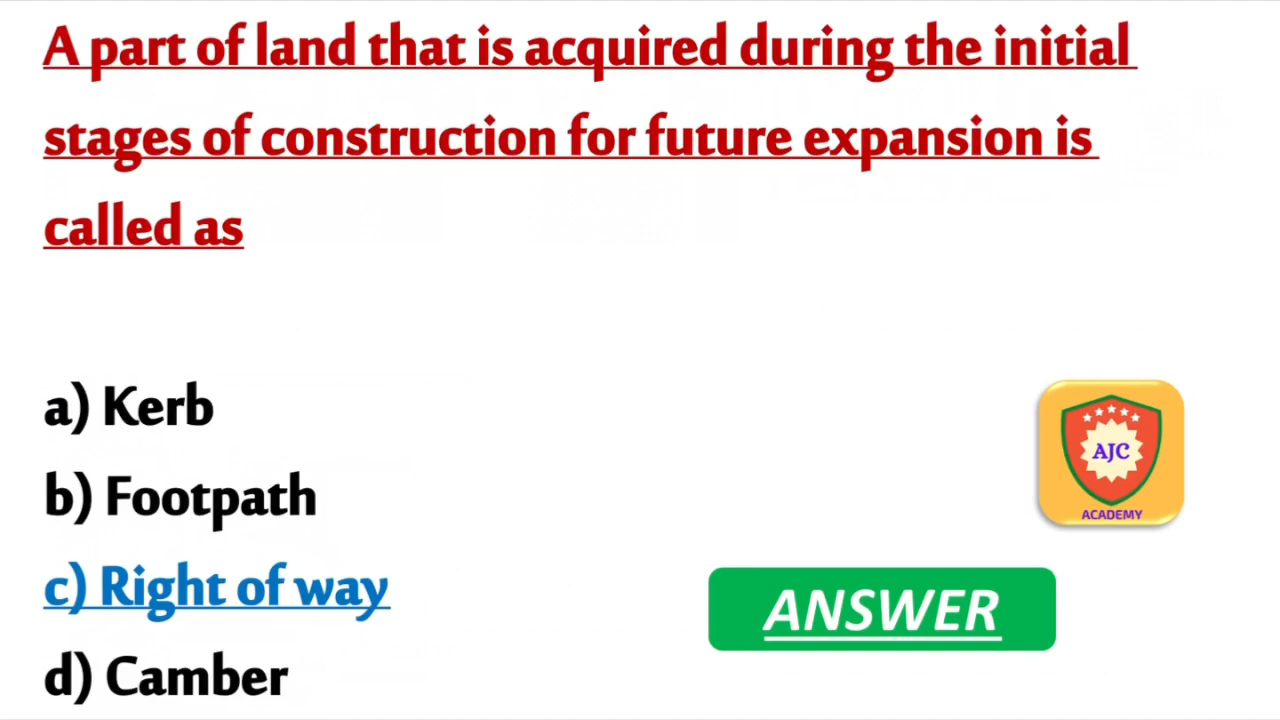 A part of land that is acquired during the initial
stages of construction for future expansion is
called as
a) Kerb
b) Footpath
c) Right of way
d) Camber
AJC
ACADEMY
ANSWER